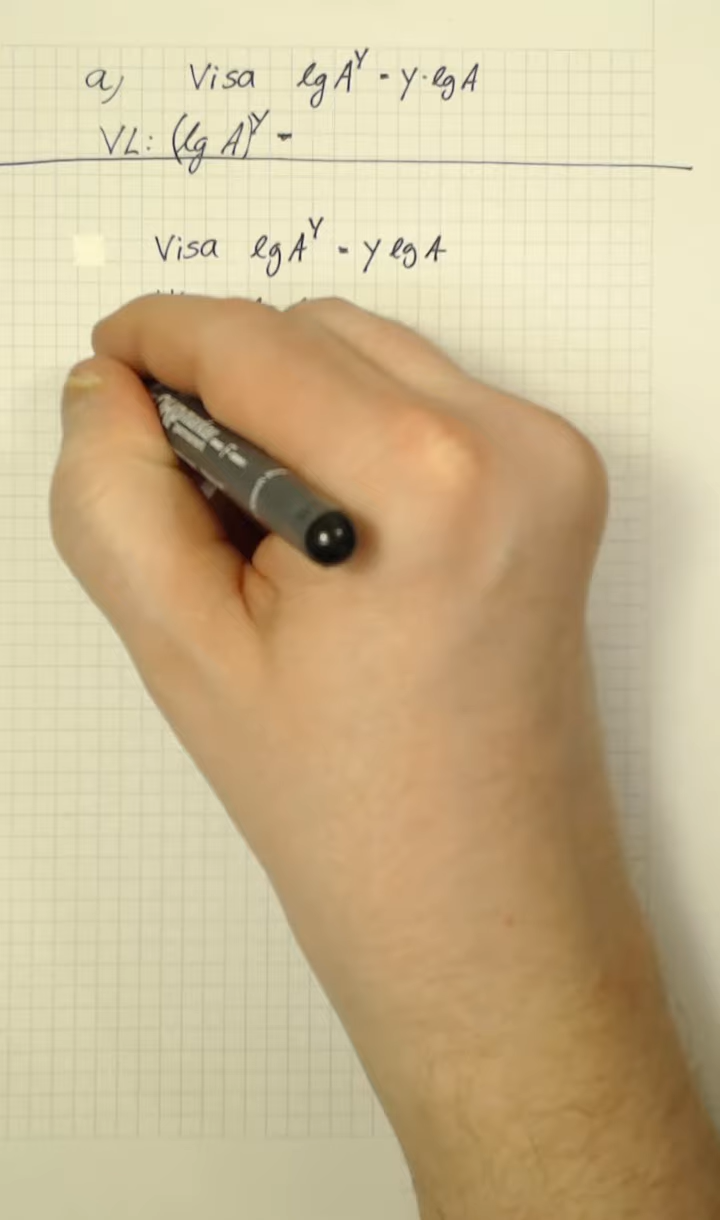 a) Visa lg A^Y = y·lg A
VL: (lg A)^Y =
Visa lg A^Y = y lg A